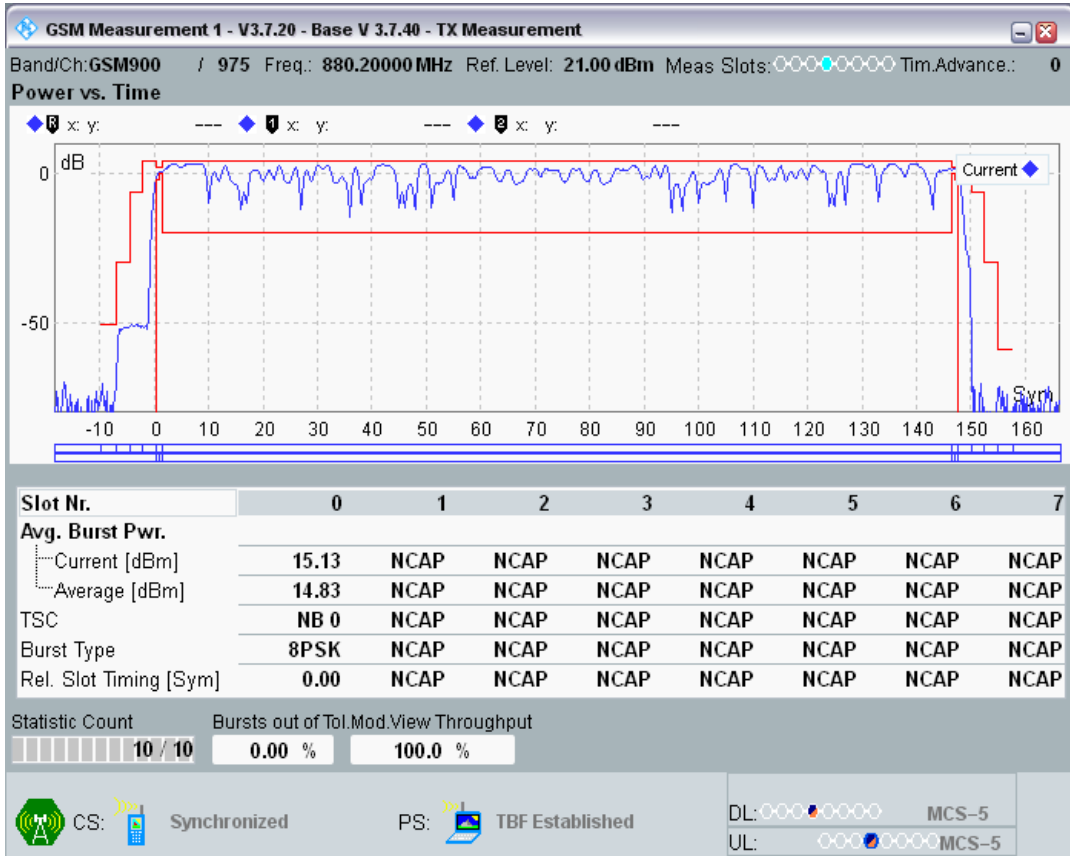 GSM Measurement 1 - V3.7.20 - Base V 3.7.40 - TX Measurement
Band/Ch:GSM900 / 975 Freq.: 880.20000 MHz Ref. Level: 21.00 dBm Meas Slots: Tim.Advance.: 0
Power vs. Time
R x: y: --- 1 x: y: --- 2 x: y: ---
dB
Current
0
-50
Sym
-10 0 10 20 30 40 50 60 70 80 90 100 110 120 130 140 150 160
Slot Nr. 0 1 2 3 4 5 6 7
Avg. Burst Pwr.
Current [dBm] 15.13 NCAP NCAP NCAP NCAP NCAP NCAP NCAP
Average [dBm] 14.83 NCAP NCAP NCAP NCAP NCAP NCAP NCAP
TSC NB 0 NCAP NCAP NCAP NCAP NCAP NCAP NCAP
Burst Type 8PSK NCAP NCAP NCAP NCAP NCAP NCAP NCAP
Rel. Slot Timing [Sym] 0.00 NCAP NCAP NCAP NCAP NCAP NCAP NCAP
Statistic Count Bursts out of Tol.Mod.View Throughput
10 / 10 0.00 % 100.0 %
CS: Synchronized PS: TBF Established
DL: MCS-5
UL: MCS-5